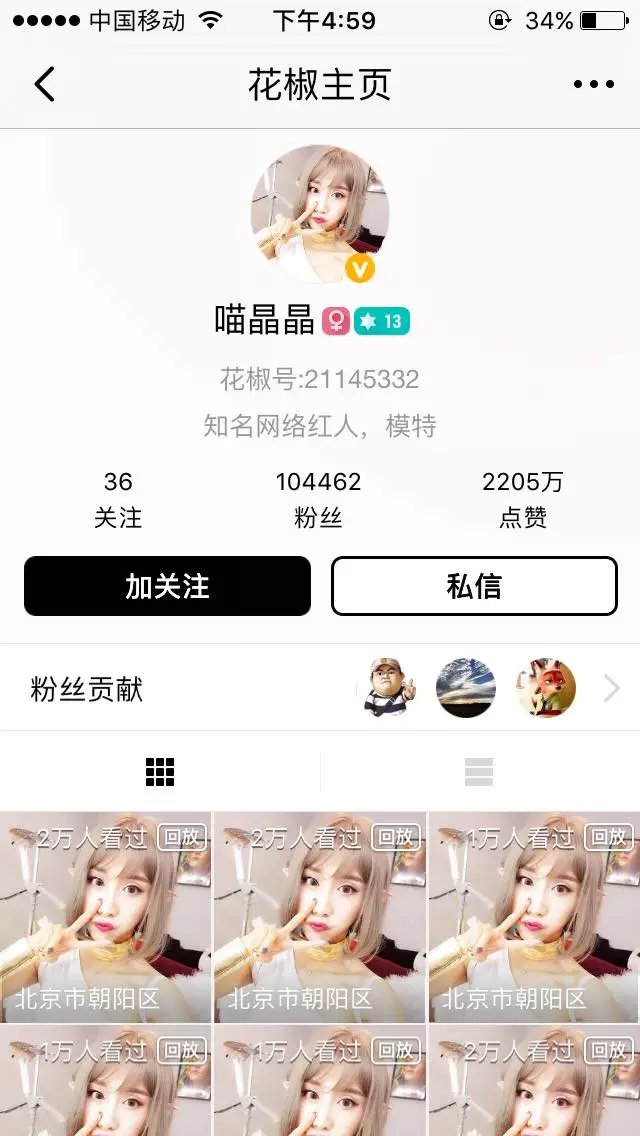 中国移动 下午4:59 34%
花椒主页
喵晶晶 13
花椒号:21145332
知名网络红人，模特
36 104462 2205万
关注 粉丝 点赞
加关注 私信
粉丝贡献
2万人看过 回放 2万人看过 回放 1万人看过 回放
北京市朝阳区 北京市朝阳区 北京市朝阳区
1万人看过 回放 1万人看过 回放 2万人看过 回放